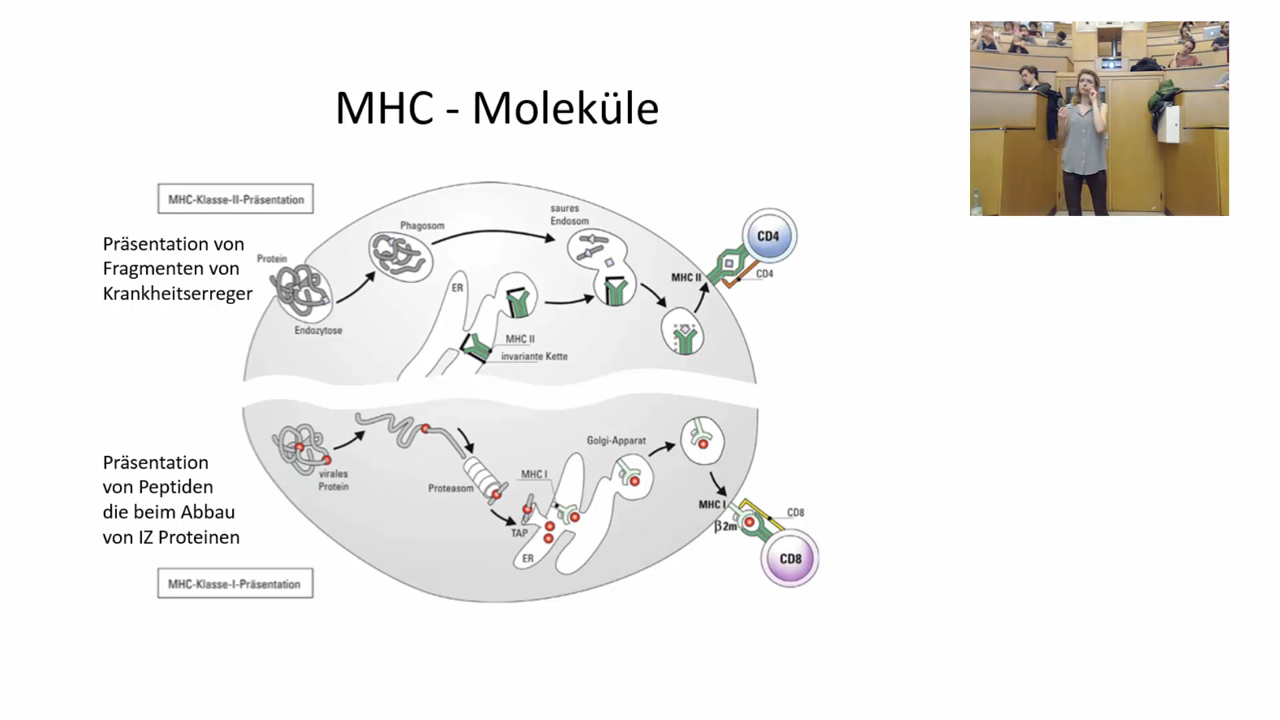 MHC - Moleküle
MHC-Klasse-II-Präsentation
Präsentation von
Fragmenten von
Krankheitserreger
Protein
Endozytose
Phagosom
saures
Endosom
ER
MHC II
invariante Kette
MHC II
CD4
CD4
Präsentation
von Peptiden
die beim Abbau
von IZ Proteinen
virales
Protein
Proteasom
MHC I
TAP
ER
Golgi-Apparat
MHC I
β2m
CD8
CD8
MHC-Klasse-I-Präsentation